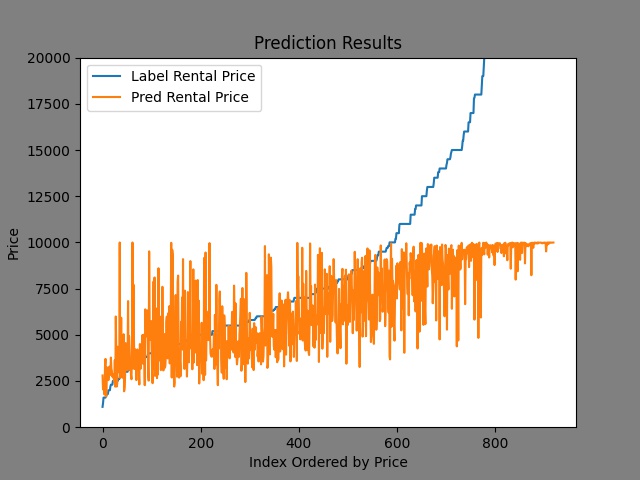 Prediction Results
20000
17500
15000
12500
10000
7500
5000
2500
0
Price
Label Rental Price
Pred Rental Price
0 200 400 600 800
Index Ordered by Price